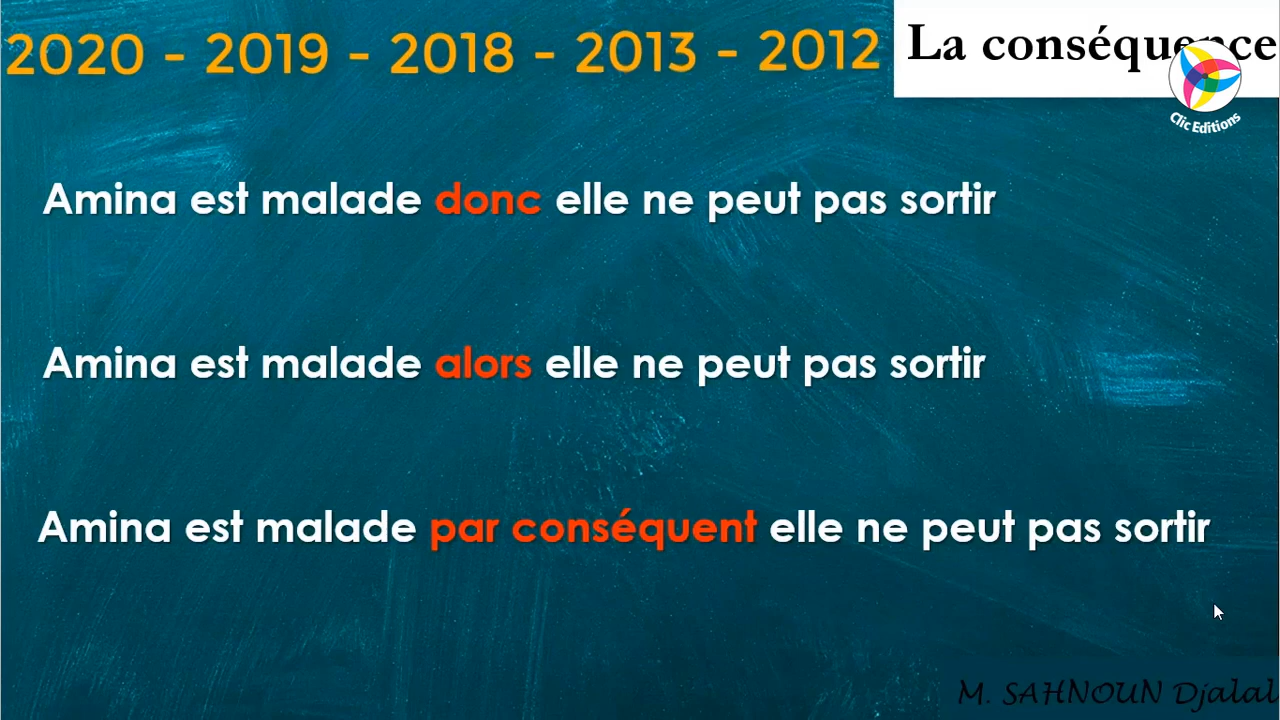 2020 - 2019 - 2018 - 2013 - 2012
La conséquence
Clic Editions
Amina est malade donc elle ne peut pas sortir
Amina est malade alors elle ne peut pas sortir
Amina est malade par conséquent elle ne peut pas sortir
M. SAHNOUN Djalal